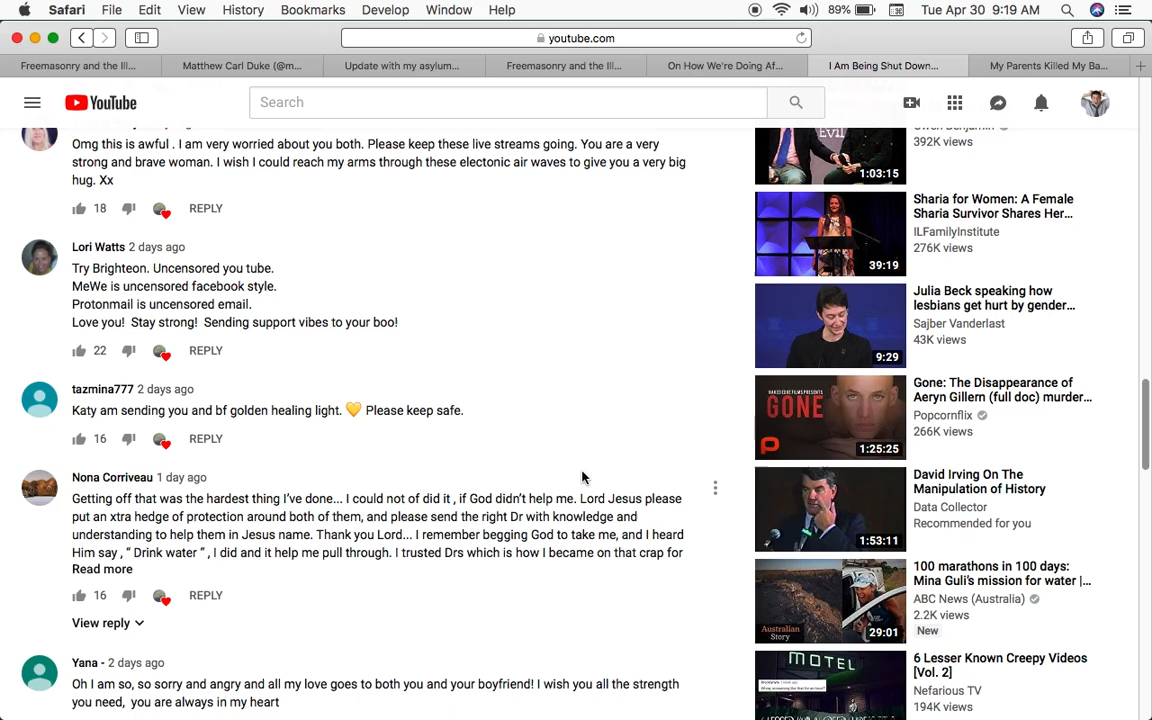 Safari File Edit View History Bookmarks Develop Window Help 89% Tue Apr 30 9:19 AM
youtube.com
Freemasonry and the Ill... Matthew Carl Duke (@m... Update with my asylum... Freemasonry and the Ill... On How We're Doing Af... I Am Being Shut Down... My Parents Killed My Ba...
YouTube Search
Omg this is awful . I am very worried about you both. Please keep these live streams going. You are a very
strong and brave woman. I wish I could reach my arms through these electonic air waves to give you a very big
hug. Xx
18 REPLY
Lori Watts 2 days ago
Try Brighteon. Uncensored you tube.
MeWe is uncensored facebook style.
Protonmail is uncensored email.
Love you! Stay strong! Sending support vibes to your boo!
22 REPLY
tazmina777 2 days ago
Katy am sending you and bf golden healing light. 💛 Please keep safe.
16 REPLY
Nona Corriveau 1 day ago
Getting off that was the hardest thing I've done... I could not of did it , if God didn't help me. Lord Jesus please
put an xtra hedge of protection around both of them, and please send the right Dr with knowledge and
understanding to help them in Jesus name. Thank you Lord... I remember begging God to take me, and I heard
Him say , " Drink water " , I did and it help me pull through. I trusted Drs which is how I became on that crap for
Read more
16 REPLY
View reply
Yana - 2 days ago
Oh I am so, so sorry and angry and all my love goes to both you and your boyfriend! I wish you all the strength
you need, you are always in my heart
Evil
Owen Benjamin
392K views
1:03:15
Sharia for Women: A Female
Sharia Survivor Shares Her...
ILFamilyInstitute
276K views
39:19
Julia Beck speaking how
lesbians get hurt by gender...
Sajber Vanderlast
43K views
9:29
GONE
Gone: The Disappearance of
Aeryn Gillern (full doc) murder...
Popcornflix
266K views
1:25:25
David Irving On The
Manipulation of History
Data Collector
Recommended for you
1:53:11
100 marathons in 100 days:
Mina Guli's mission for water |...
ABC News (Australia)
2.2K views
New
Australian
Story
29:01
MOTEL
6 Lesser Known Creepy Videos
[Vol. 2]
Nefarious TV
194K views